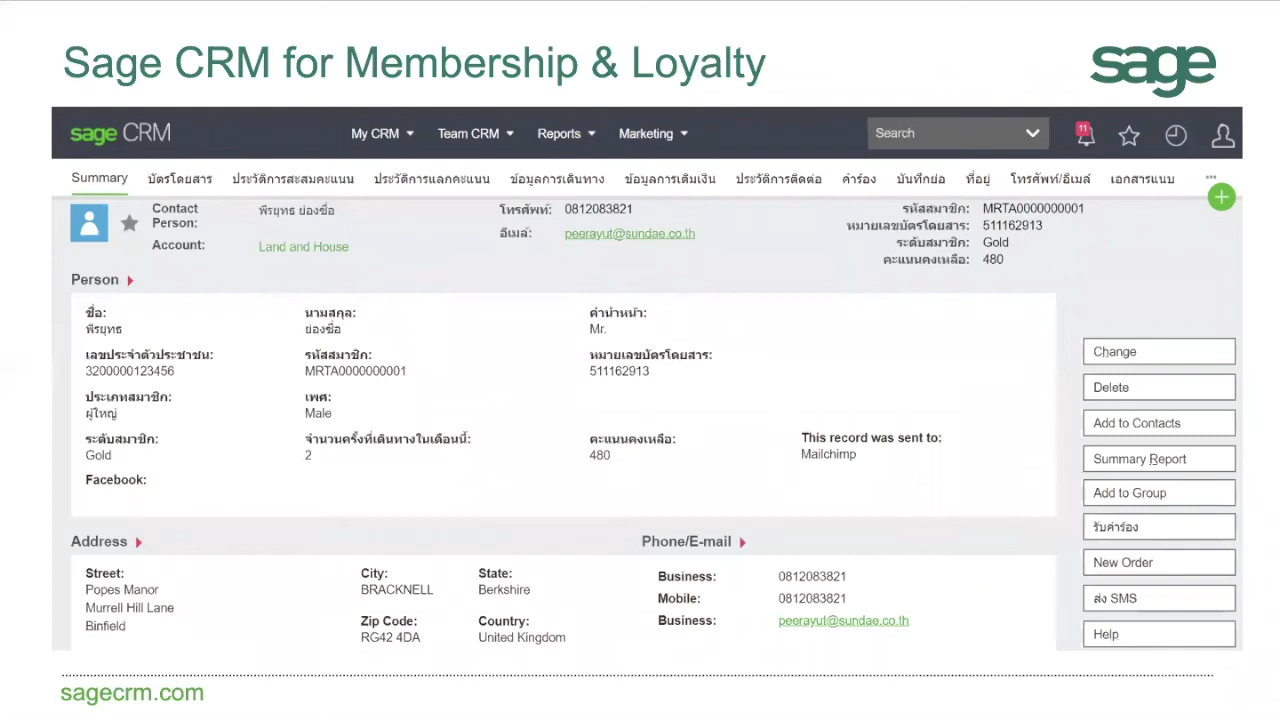 Sage CRM for Membership & Loyalty
sage
sage CRM My CRM Team CRM Reports Marketing Search 11
Summary บัตรโดยสาร ประวัติการสะสมคะแนน ประวัติการแลกคะแนน ข้อมูลการเดินทาง ข้อมูลการเติมเงิน ประวัติการติดต่อ คำร้อง บันทึกย่อ ที่อยู่ โทรศัพท์/อีเมล์ เอกสารแนบ ...
Contact Person: พีรยุทธ ย่องชื่อ โทรศัพท์: 0812083821 รหัสสมาชิก: MRTA0000000001
หมายเลขบัตรโดยสาร: 511162913
Account: Land and House อีเมล์: peerayut@sundae.co.th ระดับสมาชิก: Gold
คะแนนคงเหลือ: 480
Person
ชื่อ: นามสกุล: คำนำหน้า:
พีรยุทธ ย่องชื่อ Mr.
เลขประจำตัวประชาชน: รหัสสมาชิก: หมายเลขบัตรโดยสาร:
3200000123456 MRTA0000000001 511162913
ประเภทสมาชิก: เพศ:
ผู้ใหญ่ Male
ระดับสมาชิก: จำนวนครั้งที่เดินทางในเดือนนี้: คะแนนคงเหลือ: This record was sent to:
Gold 2 480 Mailchimp
Facebook:
Change
Delete
Add to Contacts
Summary Report
Add to Group
รับคำร้อง
New Order
ส่ง SMS
Help
Address
Street: City: State:
Popes Manor BRACKNELL Berkshire
Murrell Hill Lane
Binfield Zip Code: Country:
RG42 4DA United Kingdom
Phone/E-mail
Business: 0812083821
Mobile: 0812083821
Business: peerayut@sundae.co.th
sagecrm.com